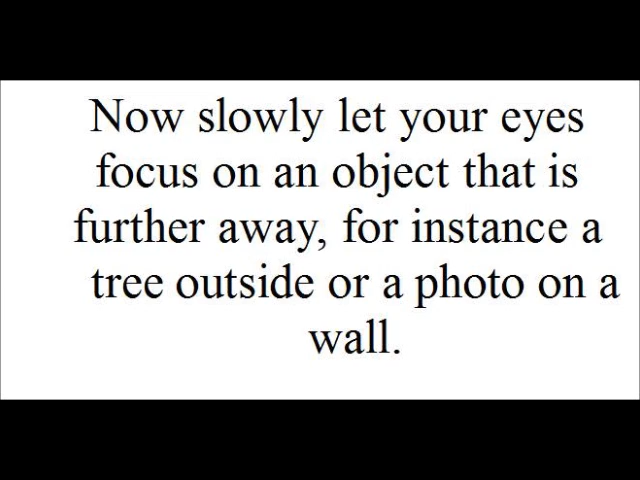 Now slowly let your eyes
focus on an object that is
further away, for instance a
tree outside or a photo on a
wall.